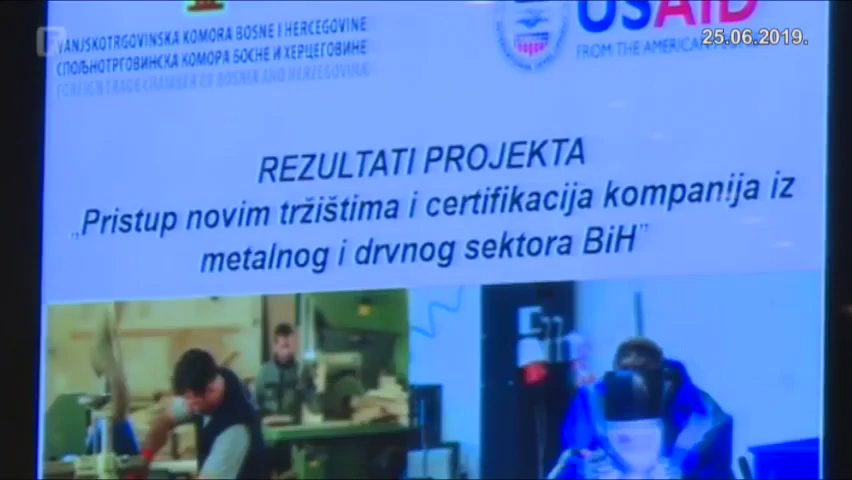 VANJSKOTRGOVINSKA KOMORA BOSNE I HERCEGOVINE
СПОЉНОТРГОВИНСКА КОМОРА БОСНЕ И ХЕРЦЕГОВИНЕ
FOREIGN TRADE CHAMBER OF BOSNIA AND HERZEGOVINA
USAID
FROM THE AMERICAN
25.06.2019.
REZULTATI PROJEKTA
„Pristup novim tržištima i certifikacija kompanija iz
metalnog i drvnog sektora BiH”